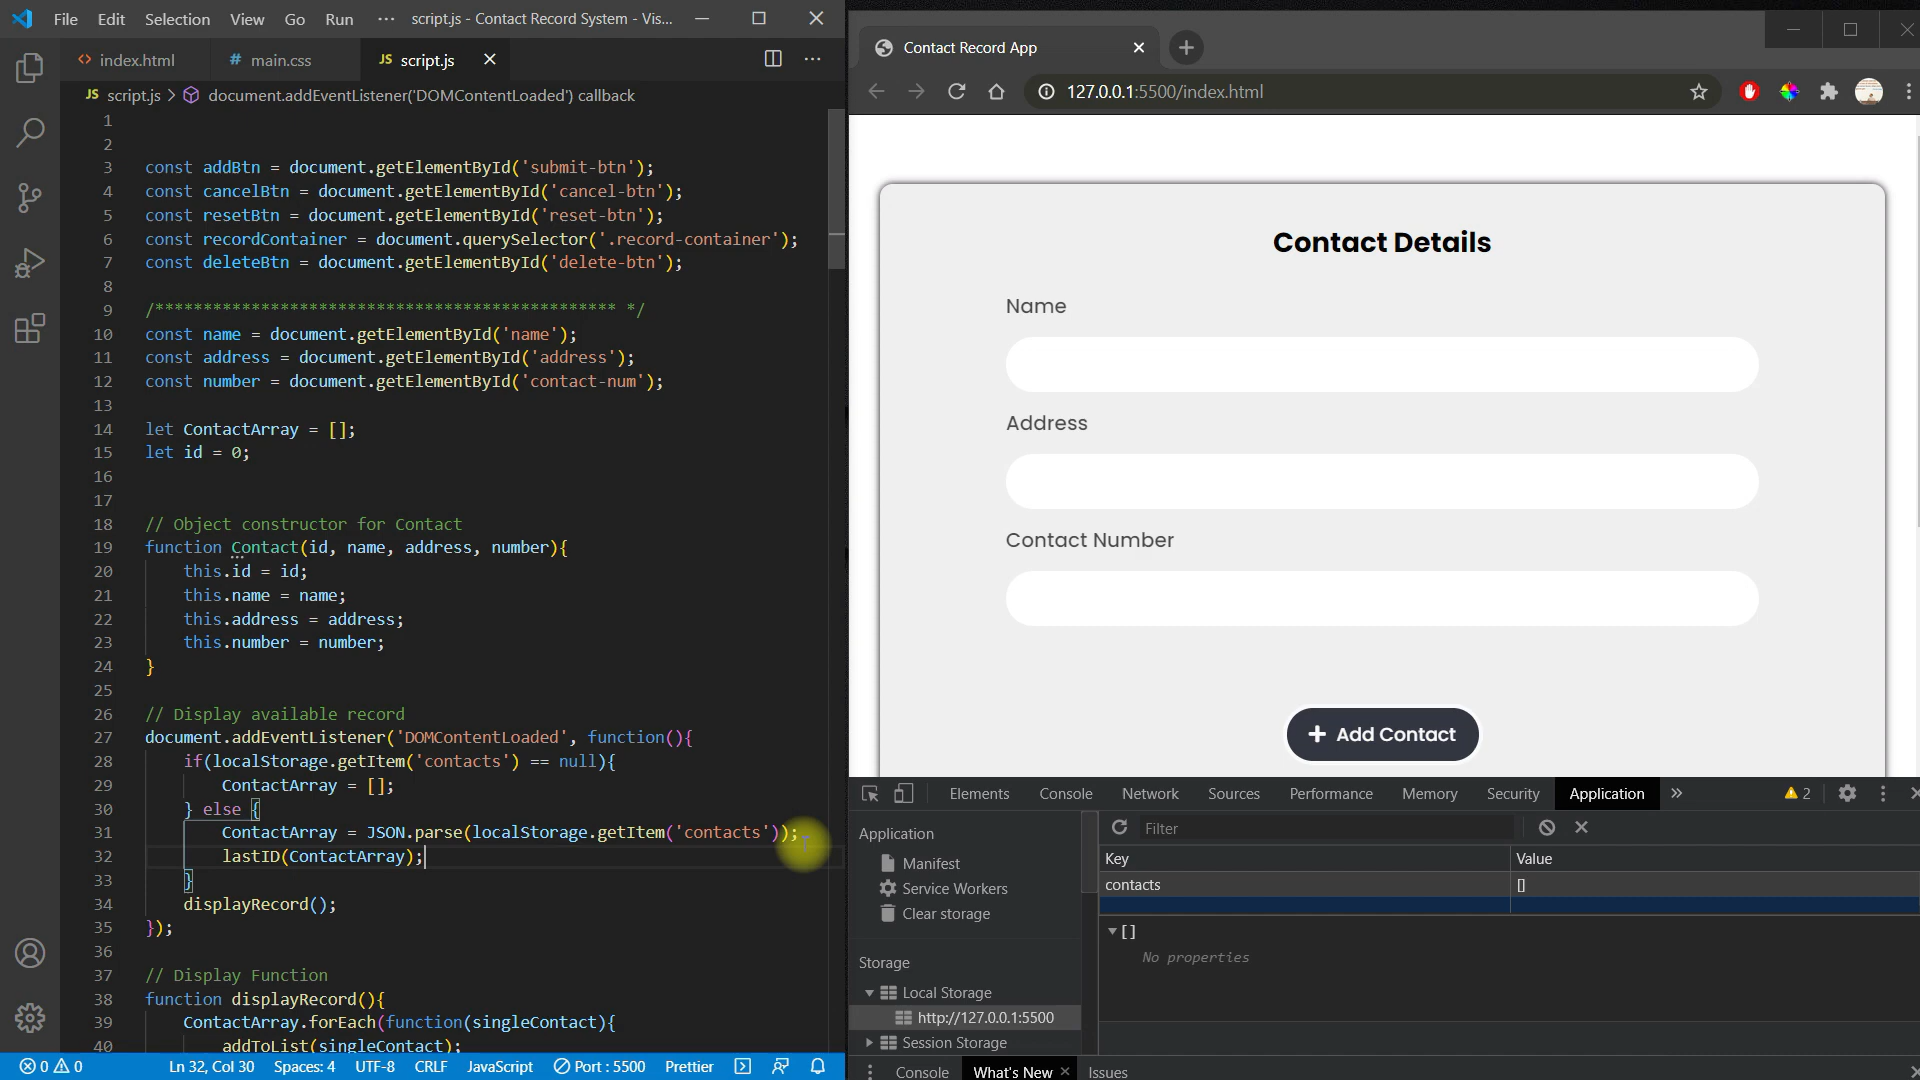 File Edit Selection View Go Run ··· script.js - Contact Record System - Vis...
index.html
main.css
script.js
script.js > document.addEventListener('DOMContentLoaded') callback
1
2
3 const addBtn = document.getElementById('submit-btn');
4 const cancelBtn = document.getElementById('cancel-btn');
5 const resetBtn = document.getElementById('reset-btn');
6 const recordContainer = document.querySelector('.record-container');
7 const deleteBtn = document.getElementById('delete-btn');
8
9 /************************************************ */
10 const name = document.getElementById('name');
11 const address = document.getElementById('address');
12 const number = document.getElementById('contact-num');
13
14 let ContactArray = [];
15 let id = 0;
16
17
18 // Object constructor for Contact
19 function Contact(id, name, address, number){
20 this.id = id;
21 this.name = name;
22 this.address = address;
23 this.number = number;
24 }
25
26 // Display available record
27 document.addEventListener('DOMContentLoaded', function(){
28 if(localStorage.getItem('contacts') == null){
29 ContactArray = [];
30 } else {
31 ContactArray = JSON.parse(localStorage.getItem('contacts'));
32 lastID(ContactArray);
33 }
34 displayRecord();
35 });
36
37 // Display Function
38 function displayRecord(){
39 ContactArray.forEach(function(singleContact){
40 addToList(singleContact);
0 0 Ln 32, Col 30 Spaces: 4 UTF-8 CRLF JavaScript Port : 5500 Prettier
Contact Record App
127.0.0.1:5500/index.html
Contact Details
Name
Address
Contact Number
+ Add Contact
Elements Console Network Sources Performance Memory Security Application » 2
Application
Manifest
Service Workers
Clear storage
Storage
Local Storage
http://127.0.0.1:5500
Session Storage
Filter
Key Value
contacts []
[]
No properties
Console What's New Issues